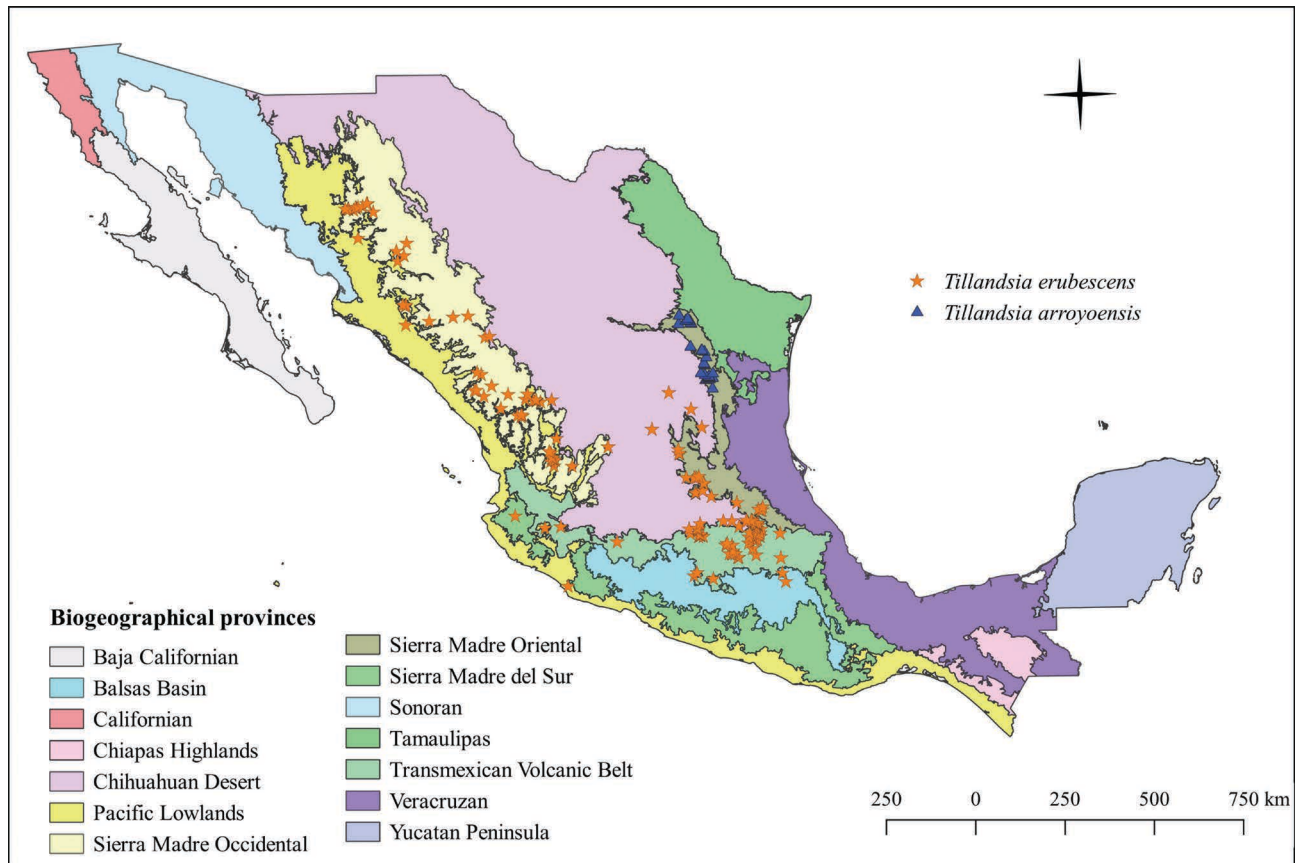 Tillandsia erubescens
Tillandsia arroyoensis
Biogeographical provinces
Baja Californian
Balsas Basin
Californian
Chiapas Highlands
Chihuahuan Desert
Pacific Lowlands
Sierra Madre Occidental
Sierra Madre Oriental
Sierra Madre del Sur
Sonoran
Tamaulipas
Transmexican Volcanic Belt
Veracruzan
Yucatan Peninsula
250 0 250 500 750 km